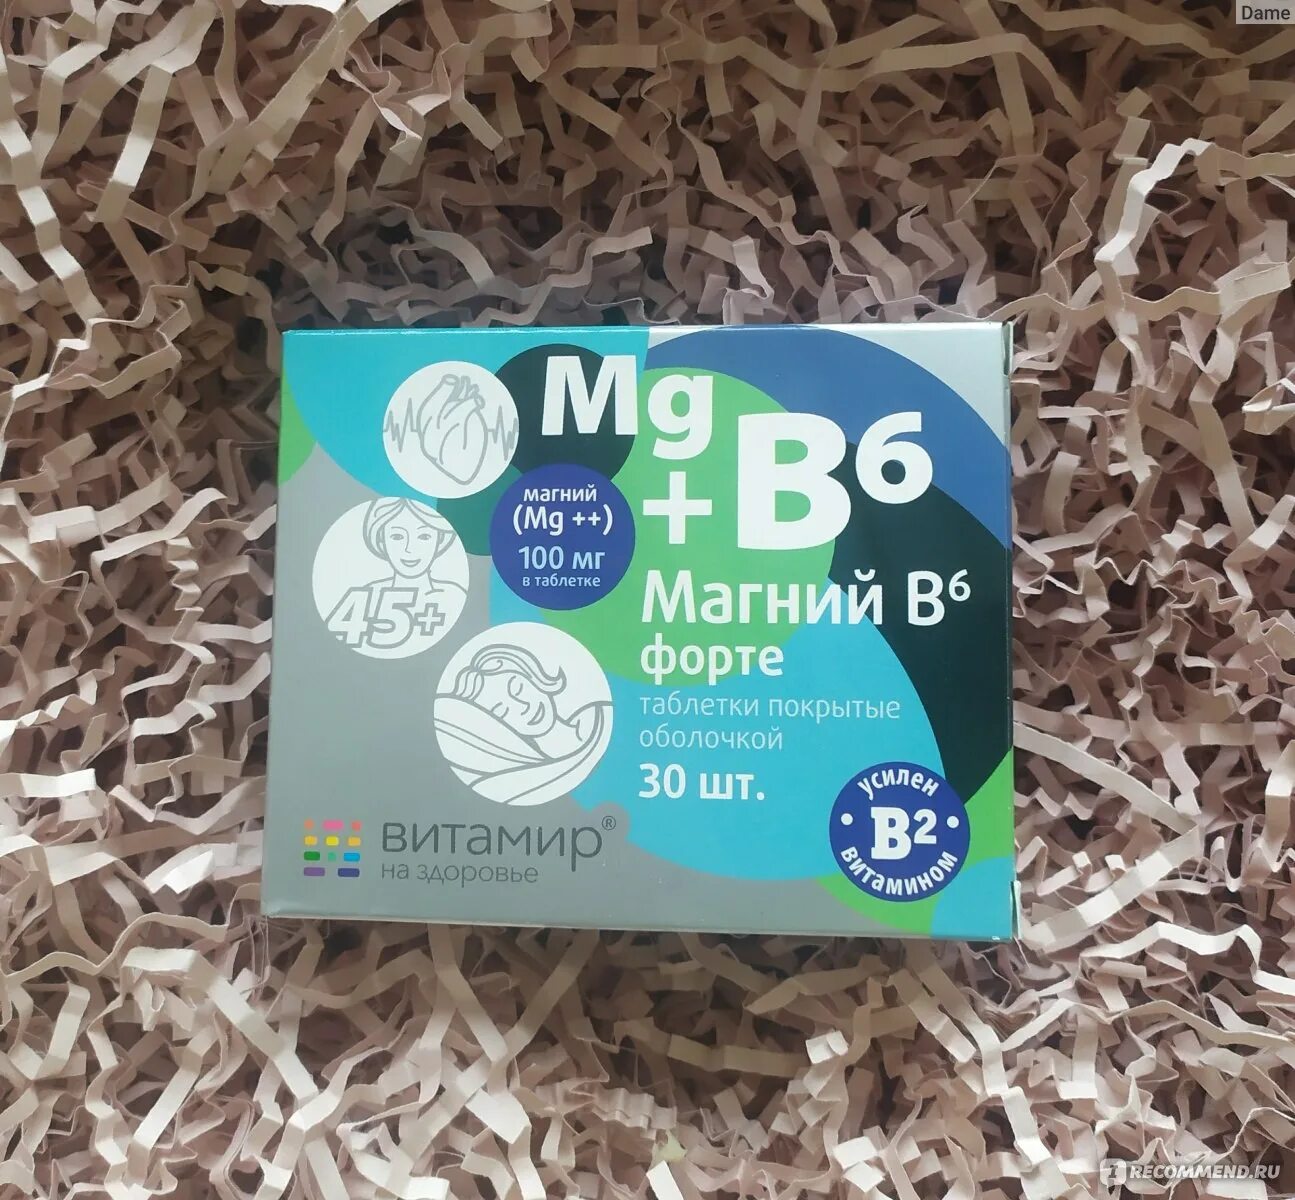 Dame
Mg
+ B6
магний
(Mg ++)
100 мг
в таблетке
45+
Магний B6
форте
таблетки покрытые
оболочкой
30 шт.
усилен
B2
витамином
витамир®
на здоровье
RECOMMEND.RU